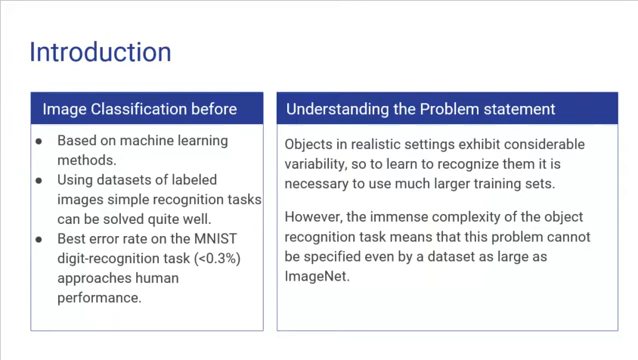 Introduction
Image Classification before
● Based on machine learning
methods.
● Using datasets of labeled
images simple recognition tasks
can be solved quite well.
● Best error rate on the MNIST
digit-recognition task (<0.3%)
approaches human
performance.
Understanding the Problem statement
Objects in realistic settings exhibit considerable
variability, so to learn to recognize them it is
necessary to use much larger training sets.
However, the immense complexity of the object
recognition task means that this problem cannot
be specified even by a dataset as large as
ImageNet.